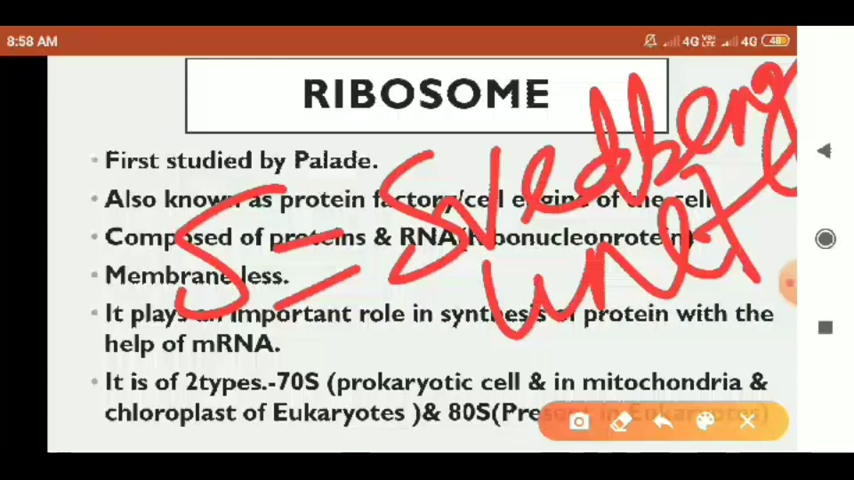 8:58 AM
4G VoLTE 4G 48
RIBOSOME
• First studied by Palade.
• Also known as protein factory/cell engine of the cell
• Composed of proteins & RNA(Ribonucleoprotein)
• Membrane less.
• It plays an important role in synthesis of protein with the
help of mRNA.
• It is of 2types.-70S (prokaryotic cell & in mitochondria &
chloroplast of Eukaryotes )& 80S(Present in Eukaryotes)
S = Svedberg
unit